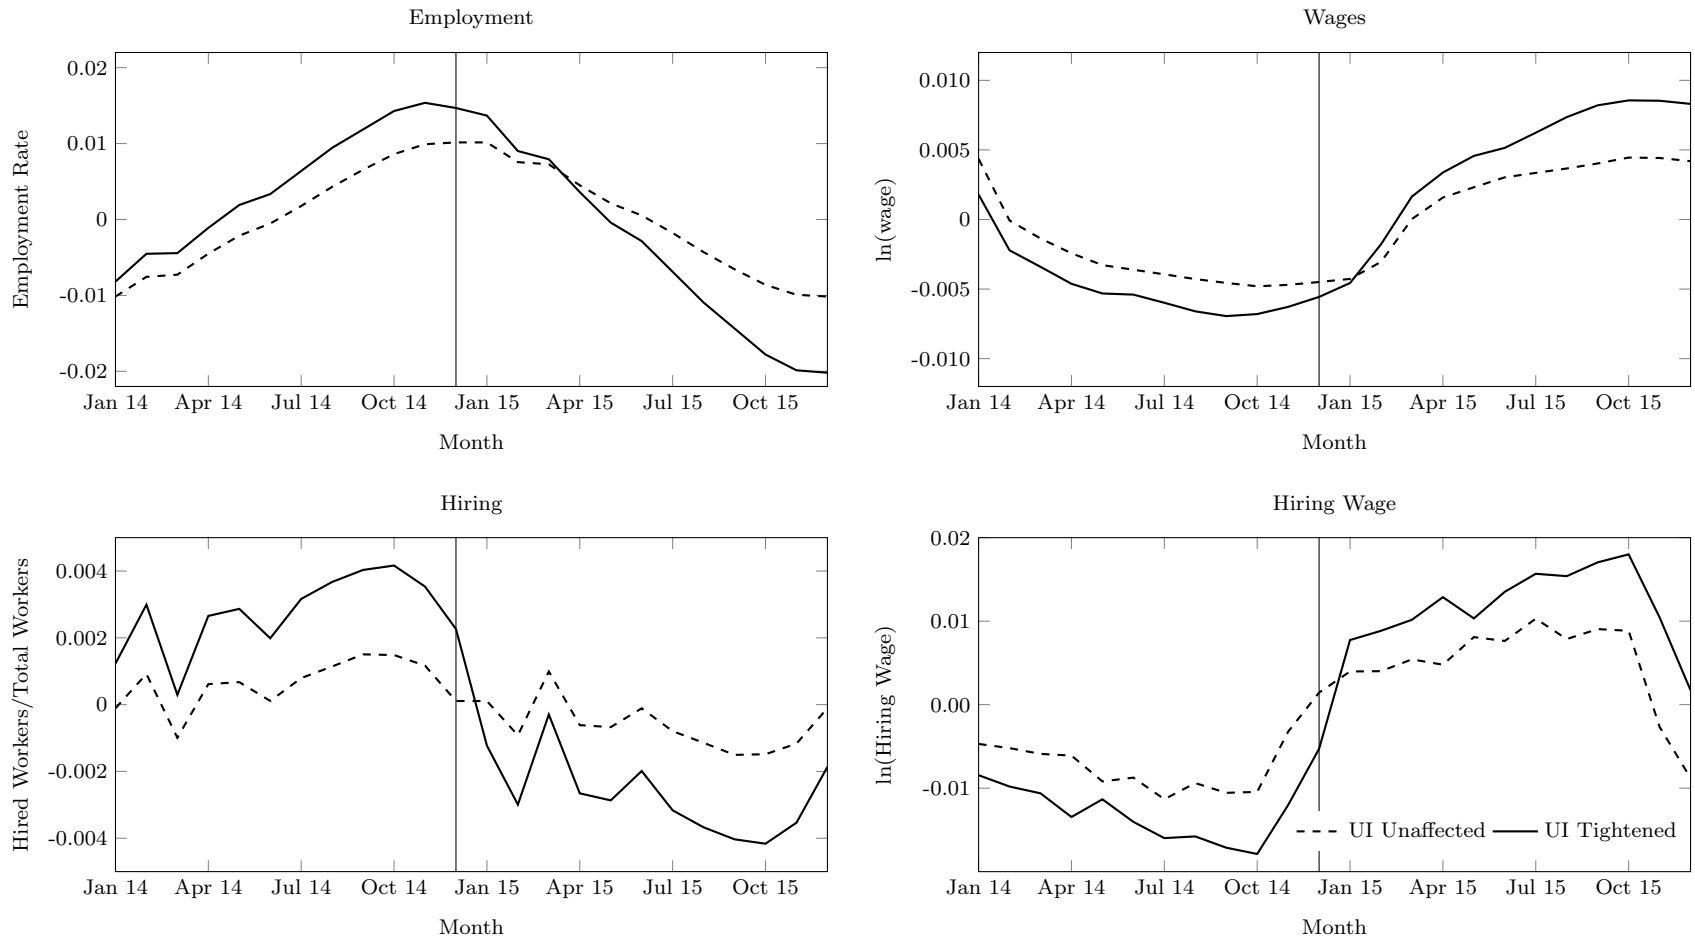 Employment
Employment Rate
0.02
0.01
0
-0.01
-0.02
Jan 14 Apr 14 Jul 14 Oct 14 Jan 15 Apr 15 Jul 15 Oct 15
Month
Wages
ln(wage)
0.010
0.005
0
-0.005
-0.010
Jan 14 Apr 14 Jul 14 Oct 14 Jan 15 Apr 15 Jul 15 Oct 15
Month
Hiring
Hired Workers/Total Workers
0.004
0.002
0
-0.002
-0.004
Jan 14 Apr 14 Jul 14 Oct 14 Jan 15 Apr 15 Jul 15 Oct 15
Month
Hiring Wage
ln(Hiring Wage)
0.02
0.01
0.00
-0.01
UI Unaffected UI Tightened
Jan 14 Apr 14 Jul 14 Oct 14 Jan 15 Apr 15 Jul 15 Oct 15
Month